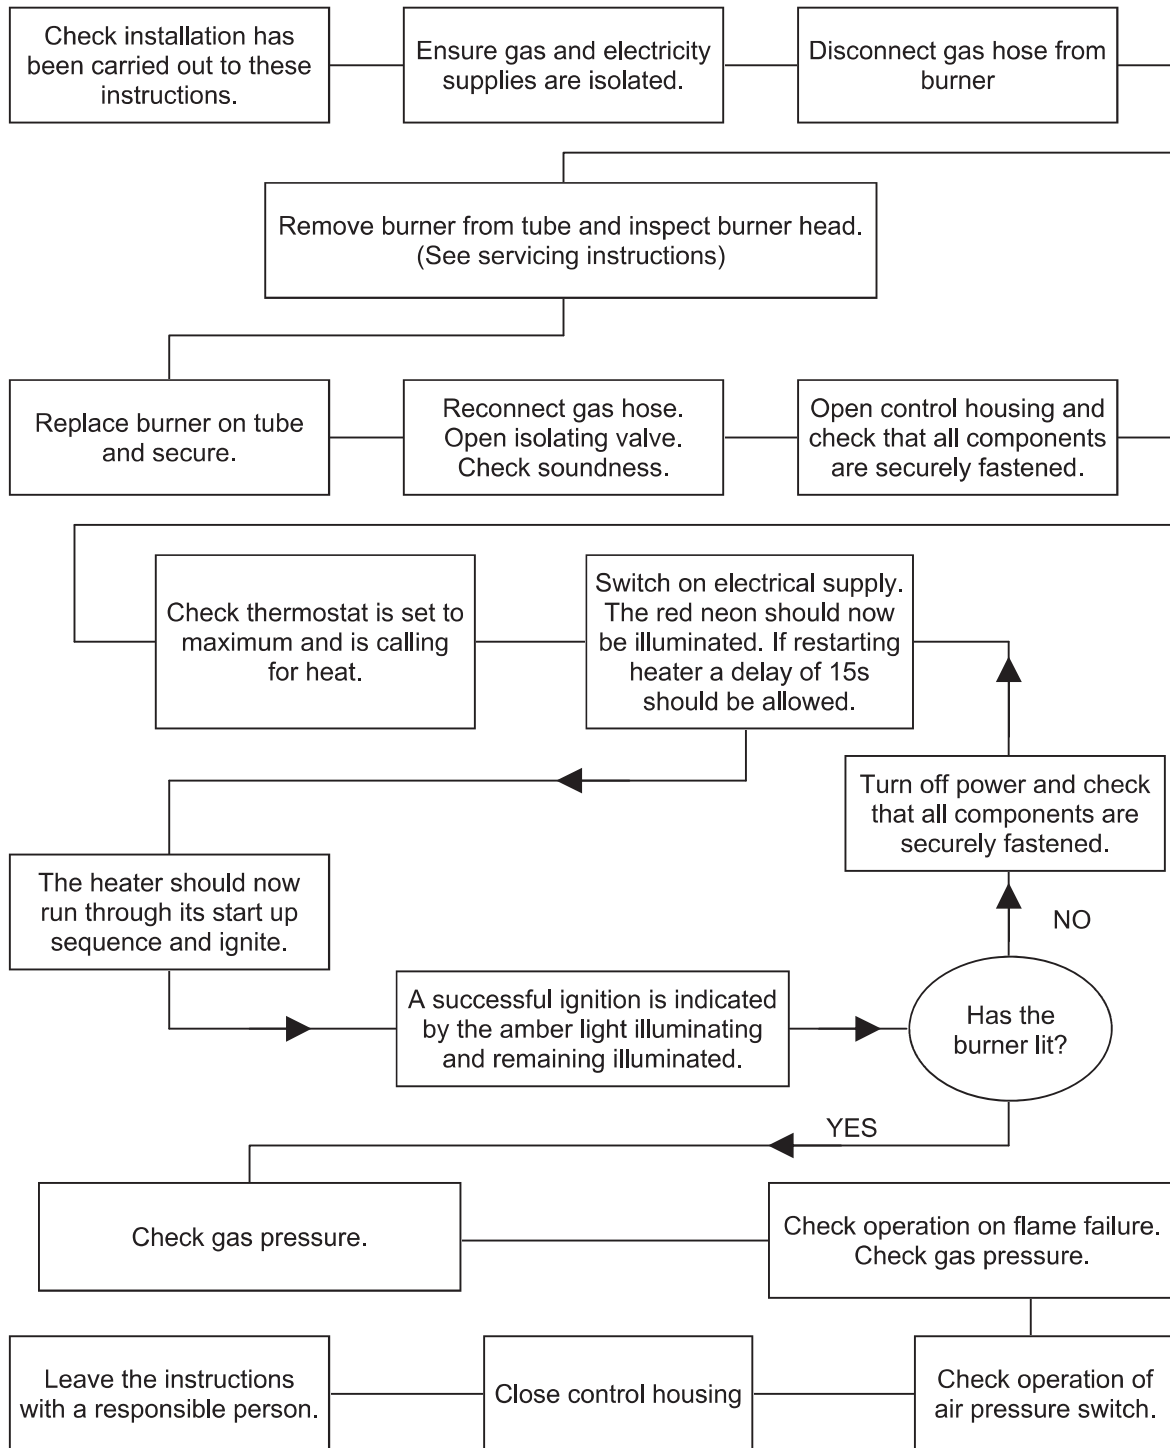 Check installation has
been carried out to these
instructions.
Ensure gas and electricity
supplies are isolated.
Disconnect gas hose from
burner
Remove burner from tube and inspect burner head.
(See servicing instructions)
Replace burner on tube
and secure.
Reconnect gas hose.
Open isolating valve.
Check soundness.
Open control housing and
check that all components
are securely fastened.
Check thermostat is set to
maximum and is calling
for heat.
Switch on electrical supply.
The red neon should now
be illuminated. If restarting
heater a delay of 15s
should be allowed.
Turn off power and check
that all components are
securely fastened.
The heater should now
run through its start up
sequence and ignite.
NO
A successful ignition is indicated
by the amber light illuminating
and remaining illuminated.
Has the
burner lit?
YES
Check gas pressure.
Check operation on flame failure.
Check gas pressure.
Leave the instructions
with a responsible person.
Close control housing
Check operation of
air pressure switch.